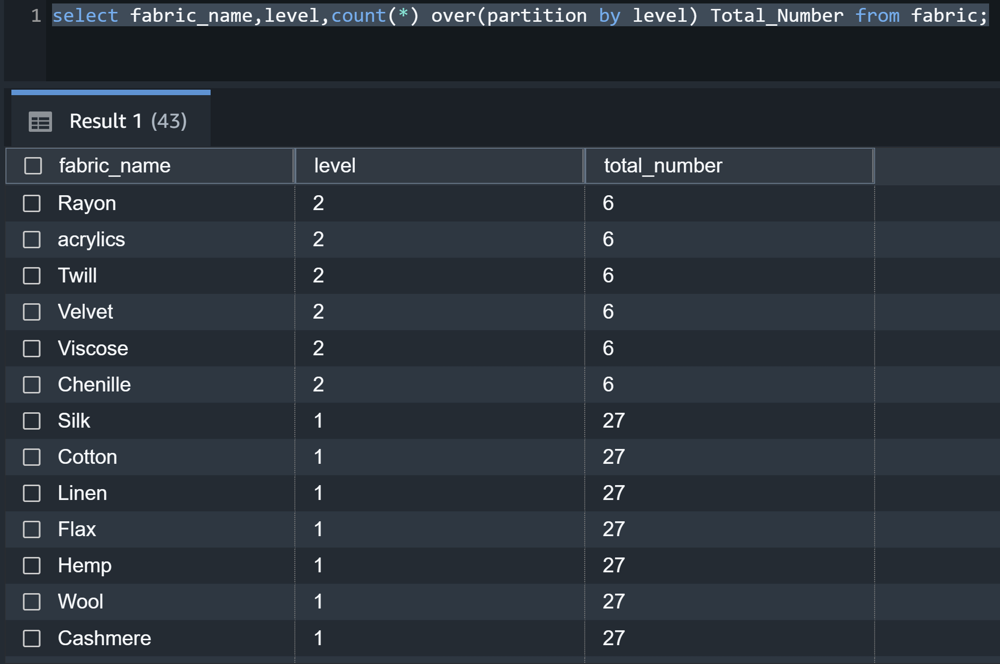 1 select fabric_name,level,count(*) over(partition by level) Total_Number from fabric;
Result 1 (43)
fabric_name level total_number
Rayon 2 6
acrylics 2 6
Twill 2 6
Velvet 2 6
Viscose 2 6
Chenille 2 6
Silk 1 27
Cotton 1 27
Linen 1 27
Flax 1 27
Hemp 1 27
Wool 1 27
Cashmere 1 27